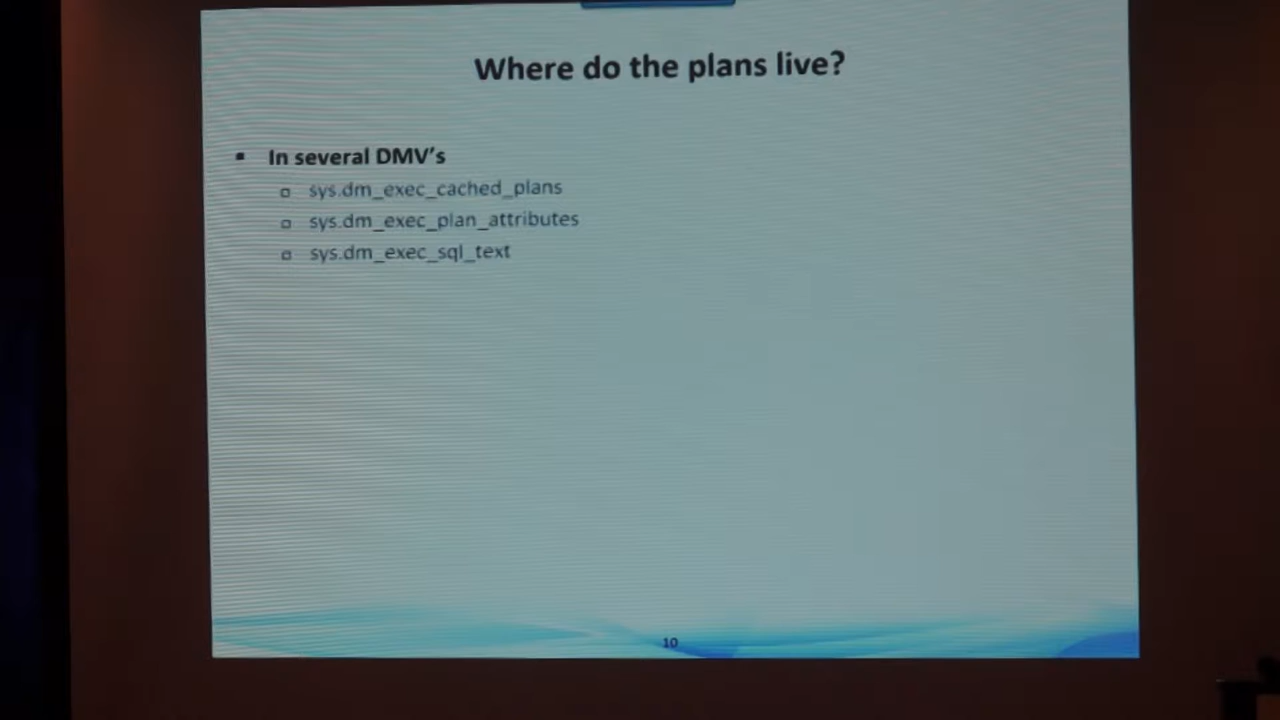 Where do the plans live?
In several DMV's
sys.dm_exec_cached_plans
sys.dm_exec_plan_attributes
sys.dm_exec_sql_text
10